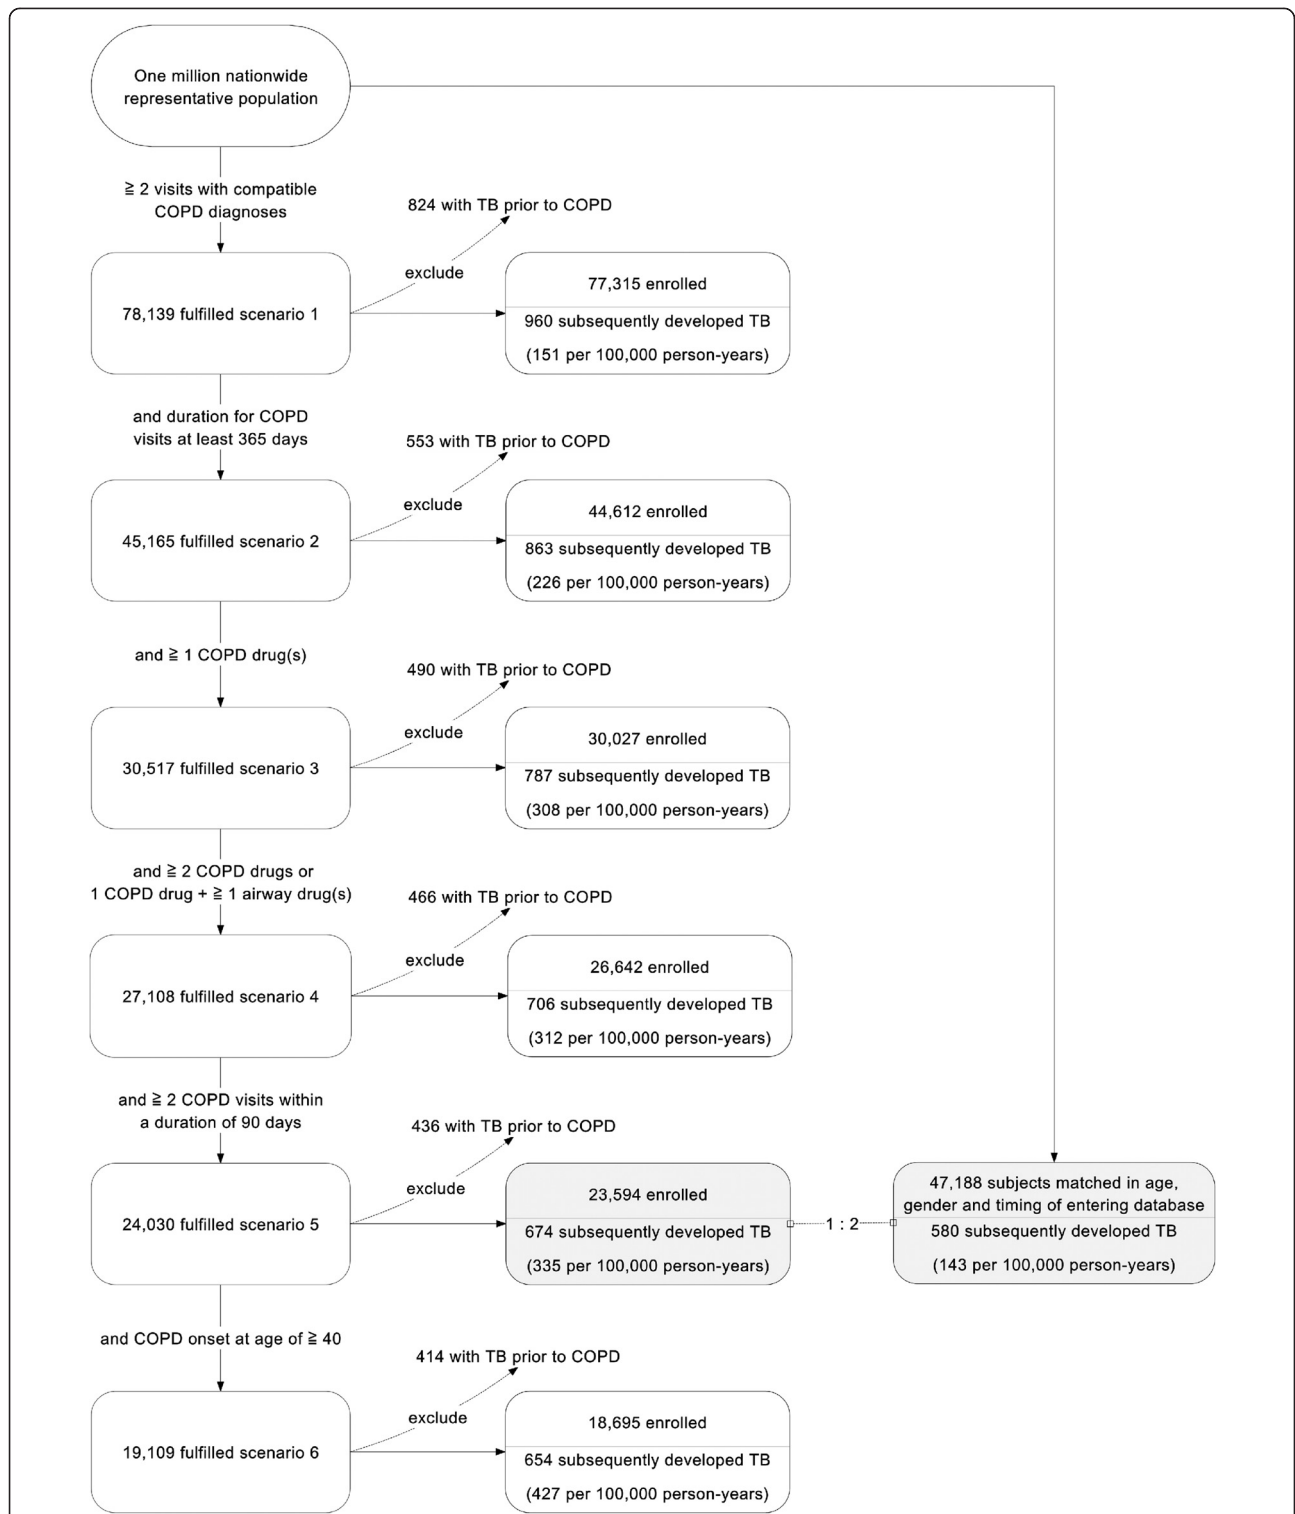 One million nationwide
representative population
≧ 2 visits with compatible
COPD diagnoses
824 with TB prior to COPD
exclude
78,139 fulfilled scenario 1
77,315 enrolled
960 subsequently developed TB
(151 per 100,000 person-years)
and duration for COPD
visits at least 365 days
553 with TB prior to COPD
exclude
45,165 fulfilled scenario 2
44,612 enrolled
863 subsequently developed TB
(226 per 100,000 person-years)
and ≧ 1 COPD drug(s)
490 with TB prior to COPD
exclude
30,517 fulfilled scenario 3
30,027 enrolled
787 subsequently developed TB
(308 per 100,000 person-years)
and ≧ 2 COPD drugs or
1 COPD drug + ≧ 1 airway drug(s)
466 with TB prior to COPD
exclude
27,108 fulfilled scenario 4
26,642 enrolled
706 subsequently developed TB
(312 per 100,000 person-years)
and ≧ 2 COPD visits within
a duration of 90 days
436 with TB prior to COPD
exclude
24,030 fulfilled scenario 5
23,594 enrolled
674 subsequently developed TB
(335 per 100,000 person-years)
1 : 2
47,188 subjects matched in age,
gender and timing of entering database
580 subsequently developed TB
(143 per 100,000 person-years)
and COPD onset at age of ≧ 40
414 with TB prior to COPD
exclude
19,109 fulfilled scenario 6
18,695 enrolled
654 subsequently developed TB
(427 per 100,000 person-years)